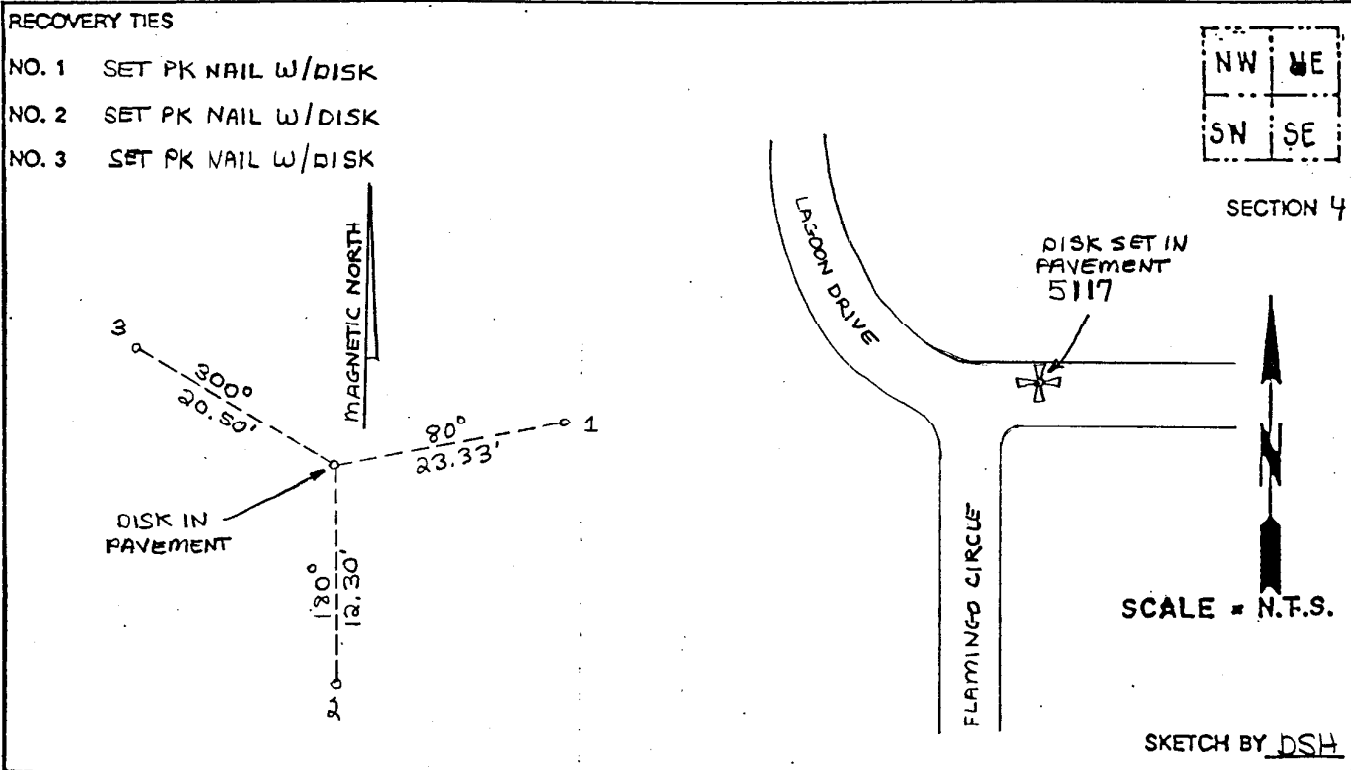 RECOVERY TIES
NO. 1 SET PK NAIL W/DISK
NO. 2 SET PK NAIL W/DISK
NO. 3 SET PK NAIL W/DISK
MAGNETIC NORTH
3
300°
20.50'
80°
23.33'
1
DISK IN
PAVEMENT
180°
12.30'
2
NW
SECTION 4
SE
LAGOON DRIVE
DISK SET IN
PAVEMENT
5117
FLAMINGO CIRCLE
N
SCALE = N.T.S.
SKETCH BY DSH